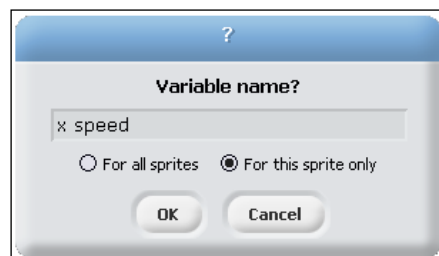 ?
Variable name?
x speed
For all sprites For this sprite only
OK Cancel